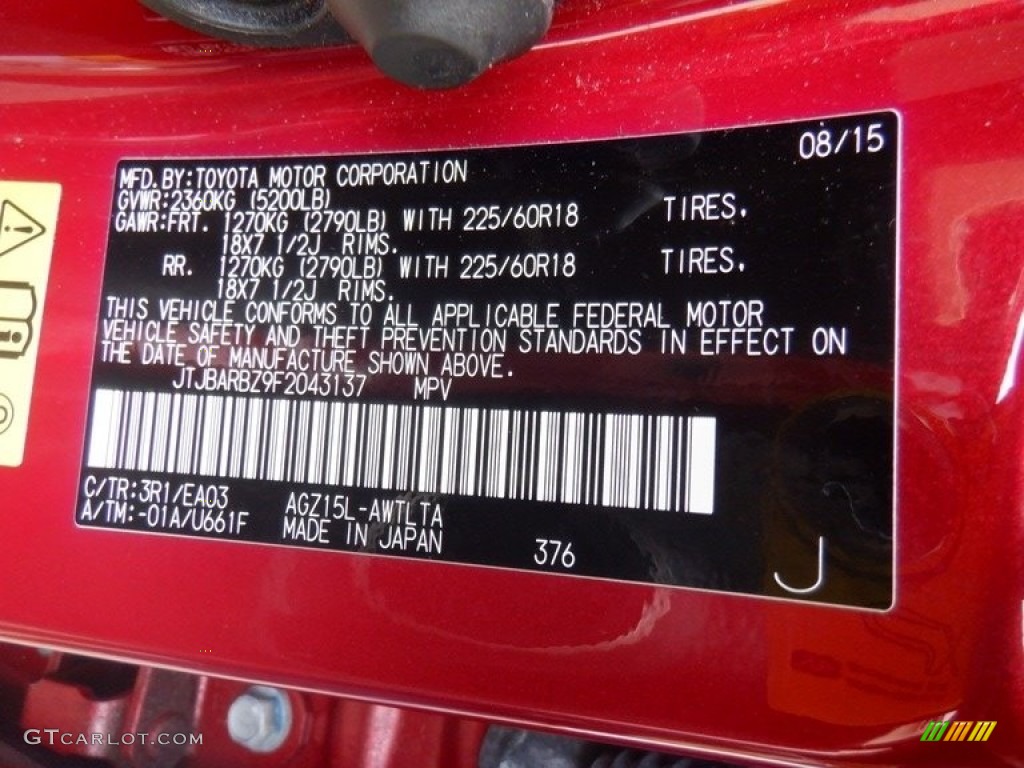 08/15
MFD.BY:TOYOTA MOTOR CORPORATION
GVWR:2360KG (5200LB)
GAWR:FRT. 1270KG (2790LB) WITH 225/60R18 TIRES.
18X7 1/2J RIMS.
RR. 1270KG (2790LB) WITH 225/60R18 TIRES.
18X7 1/2J RIMS.
THIS VEHICLE CONFORMS TO ALL APPLICABLE FEDERAL MOTOR
VEHICLE SAFETY AND THEFT PREVENTION STANDARDS IN EFFECT ON
THE DATE OF MANUFACTURE SHOWN ABOVE.
JTJBARBZ9F2043137 MPV
C/TR:3R1/EA03 AGZ15L-AWTLTA
A/TM:-01A/U661F MADE IN JAPAN 376
J
GTCARLOT.COM